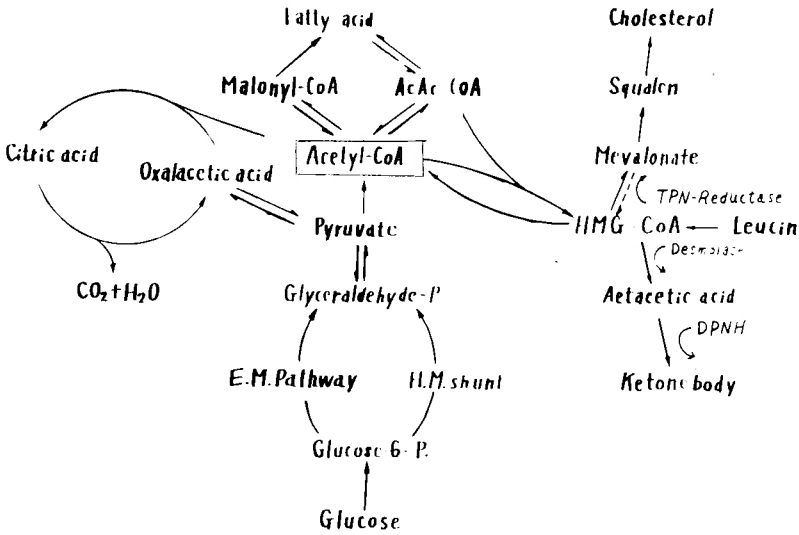 Fatty acid
Cholesterol
Malonyl-CoA
AcAc CoA
Squalen
Citric acid
Oxalacetic acid
Acetyl-CoA
Mevalonate
TPN-Reductase
Pyruvate
HMG CoA
Leucin
Desmolase
CO₂+H₂O
Glyceraldehyde-P
Aetacetic acid
DPNH
E.M.Pathway
H.M.shunt
Ketone body
Glucose-6-P.
Glucose